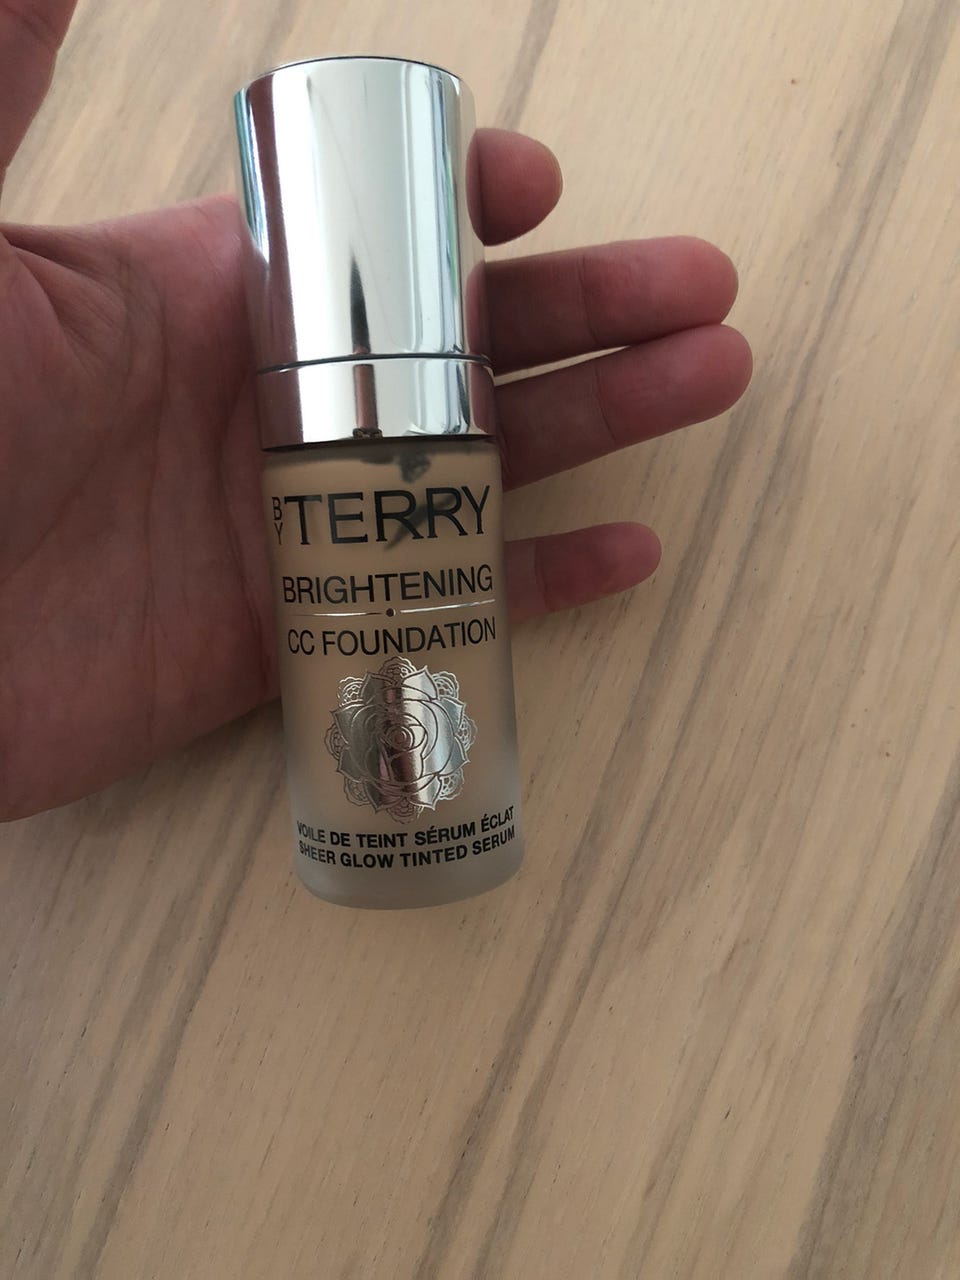 BY TERRY
BRIGHTENING
CC FOUNDATION
VOILE DE TEINT SÉRUM ÉCLAT
SHEER GLOW TINTED SERUM